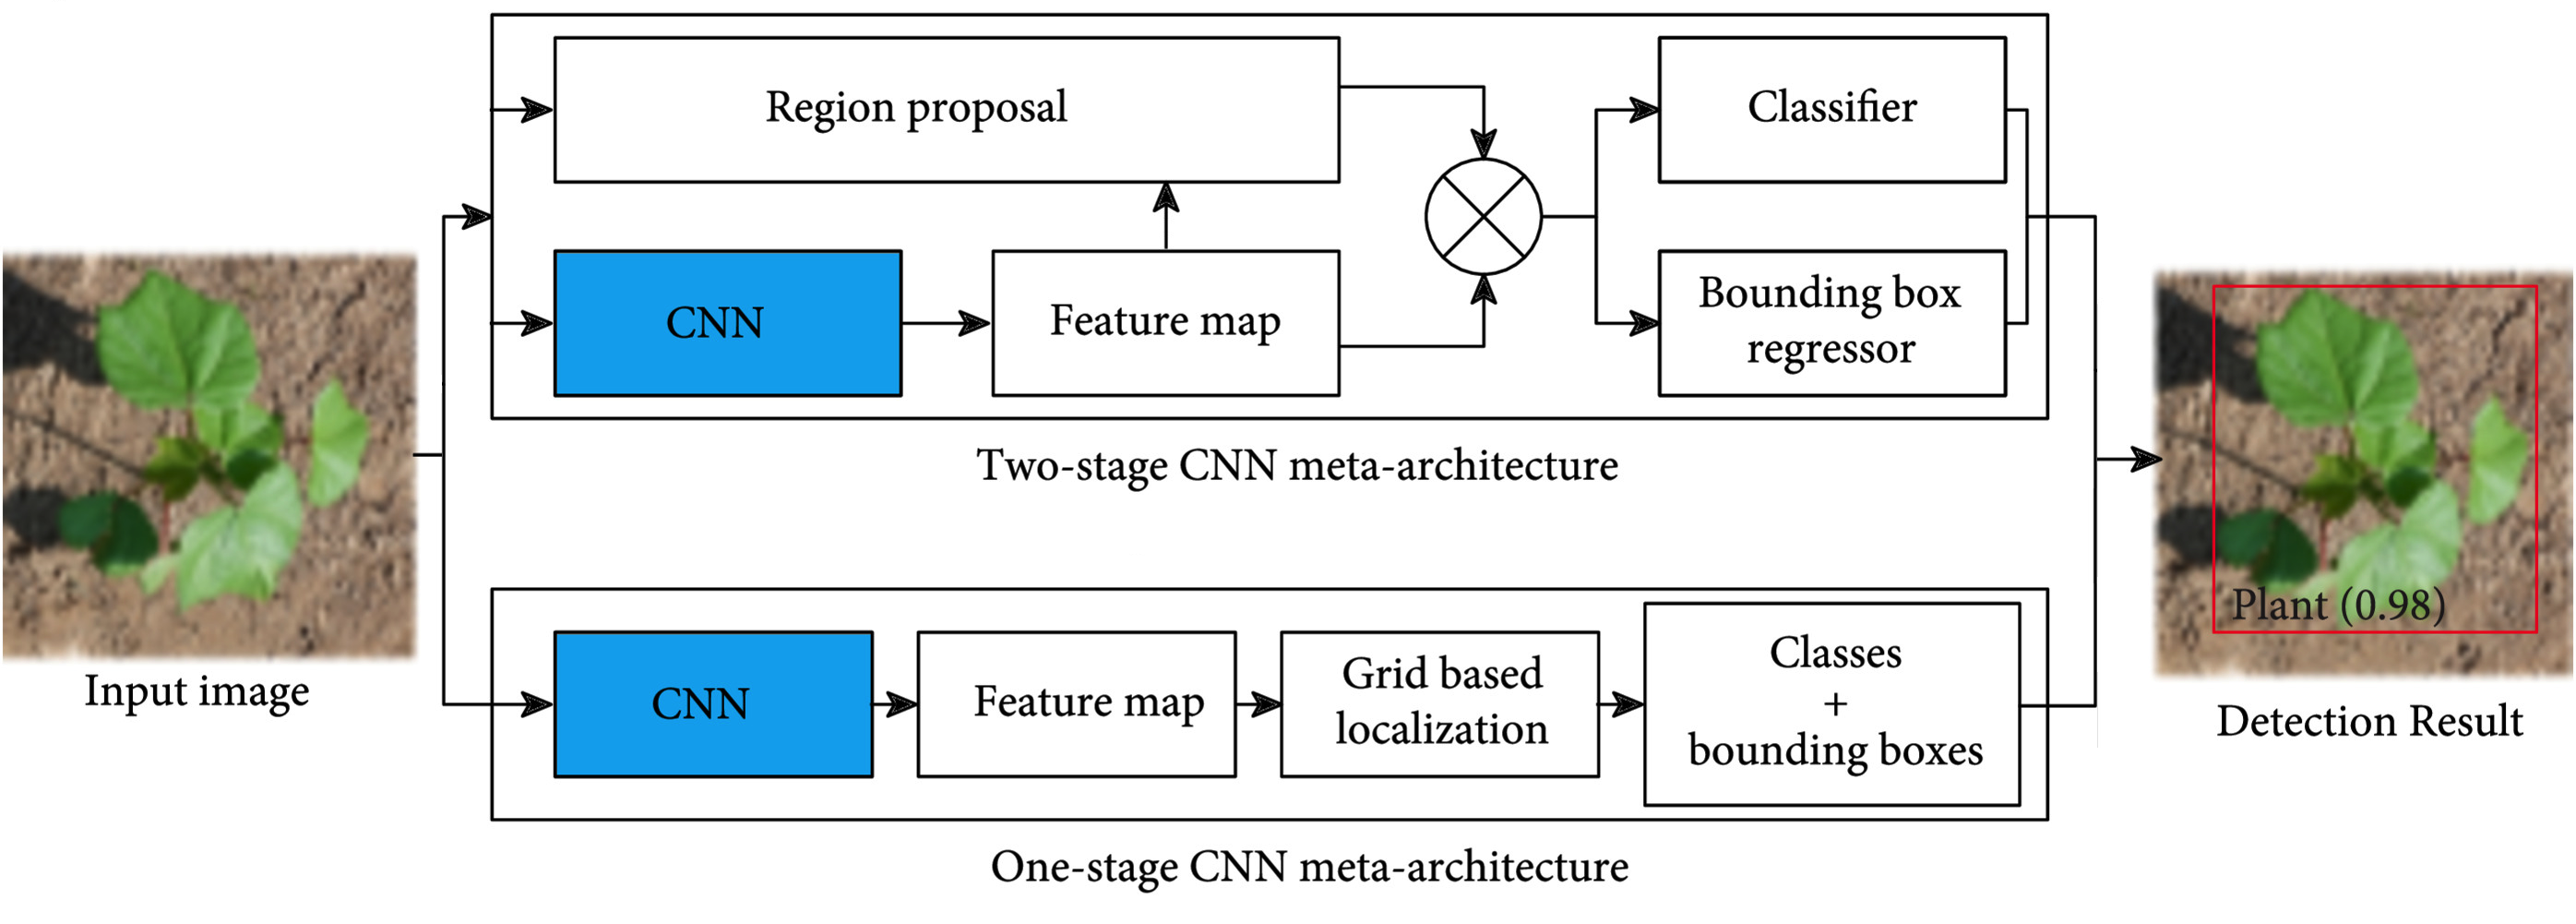 Region proposal
Classifier
CNN
Feature map
Bounding box
regressor
Two-stage CNN meta-architecture
Input image
CNN
Feature map
Grid based
localization
Classes
+
bounding boxes
Plant (0.98)
Detection Result
One-stage CNN meta-architecture